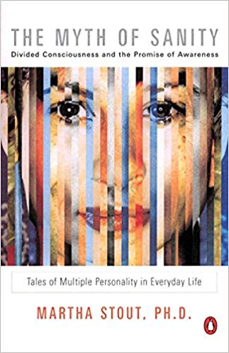 THE MYTH OF SANITY
Divided Consciousness and the Promise of Awareness
Tales of Multiple Personality in Everyday Life
MARTHA STOUT, PH.D.